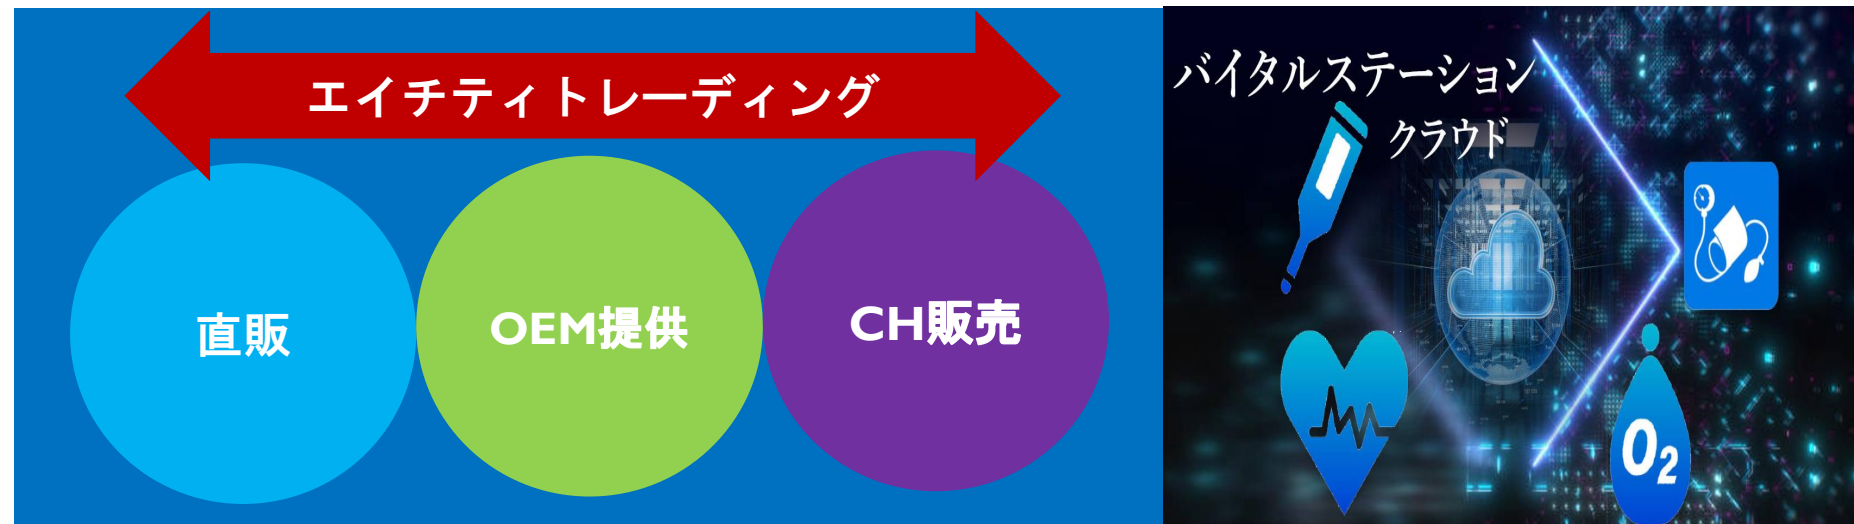 エイチティトレーディング
直販
OEM提供
CH販売
バイタルステーション
クラウド
O2